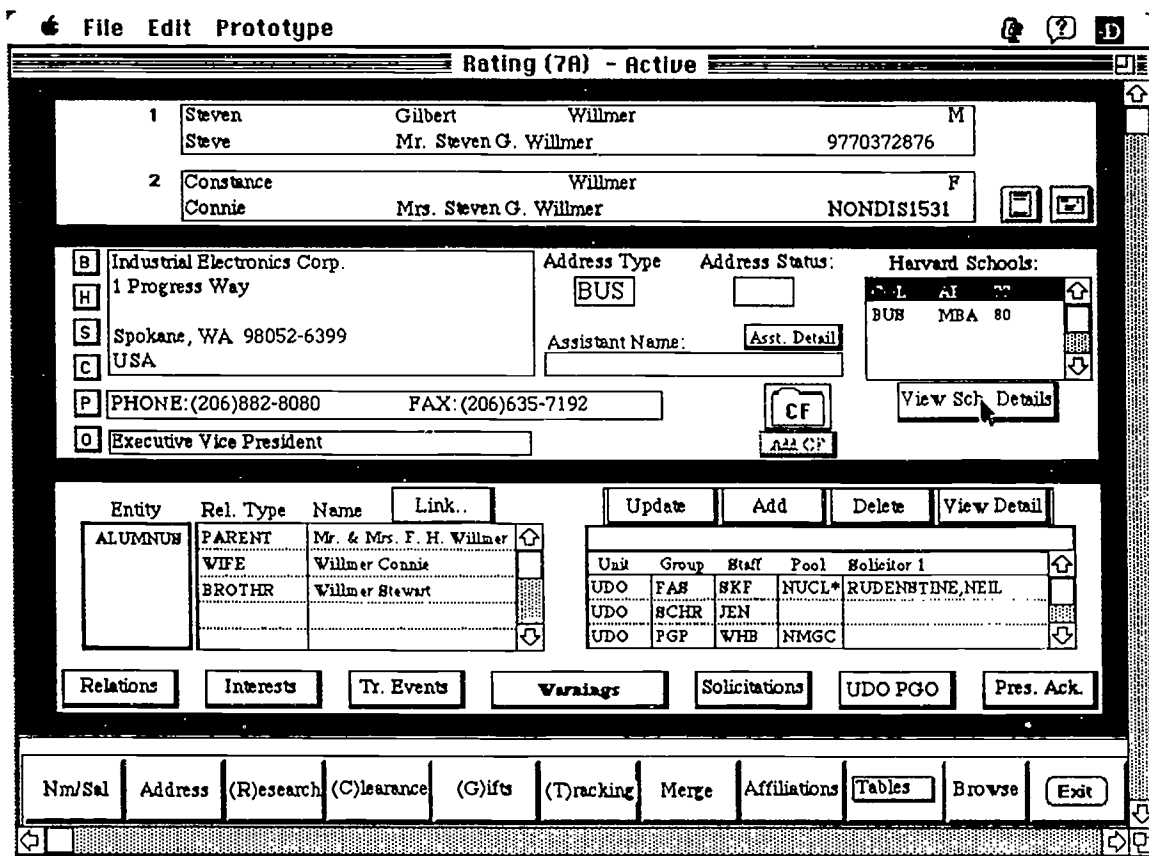 File Edit Prototype
Rating (7A) - Active
1 Steven Gilbert Willmer M
Steve Mr. Steven G. Willmer 9770372876
2 Constance Willmer F
Connie Mrs. Steven G. Willmer NONDIS1531
B Industrial Electronics Corp. Address Type Address Status: Harvard Schools:
H 1 Progress Way BUS AB
BUS MBA 80
S Spokane, WA 98052-6399 Assistant Name: Asst. Detail
C USA
P PHONE:(206)882-8080 FAX:(206)635-7192 CF View Sch. Details
O Executive Vice President Add CF
Entity Rel. Type Name Link.. Update Add Delete View Detail
ALUMNUS PARENT Mr. & Mrs. F. H. Willmer
WIFE Willmer Connie Unit Group Staff Pool Solicitor 1
BROTHR Willmer Stewart UDO FAS SKF NUCL* RUDENSTINE,NEIL
UDO SCHR JEN
UDO PGP WHB NMGC
Relations Interests Tr. Events Warnings Solicitations UDO PGO Pres. Ack.
Nm/Sal Address (R)esearch (C)learance (G)ifts (T)racking Merge Affiliations Tables Browse Exit